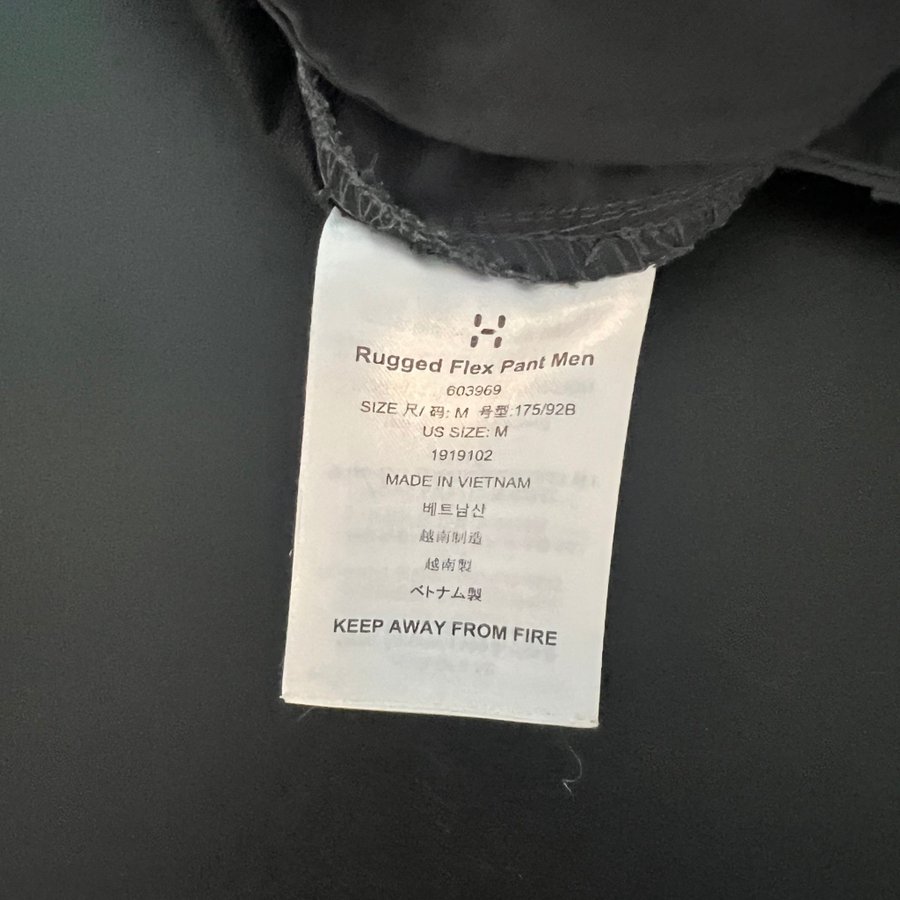 Rugged Flex Pant Men
603969
SIZE 尺/ 码: M 号型:175/92B
US SIZE: M
1919102
MADE IN VIETNAM
베트남산
越南制造
越南製
ベトナム製
KEEP AWAY FROM FIRE